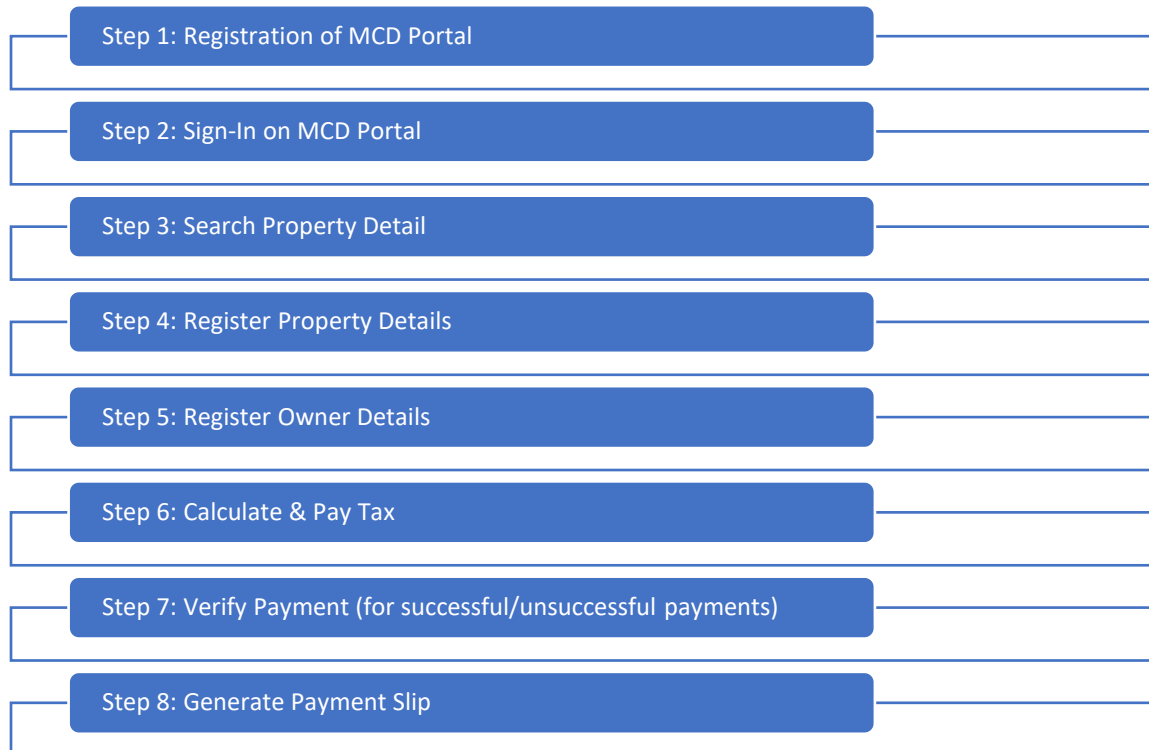 Step 1: Registration of MCD Portal
Step 2: Sign-In on MCD Portal
Step 3: Search Property Detail
Step 4: Register Property Details
Step 5: Register Owner Details
Step 6: Calculate & Pay Tax
Step 7: Verify Payment (for successful/unsuccessful payments)
Step 8: Generate Payment Slip